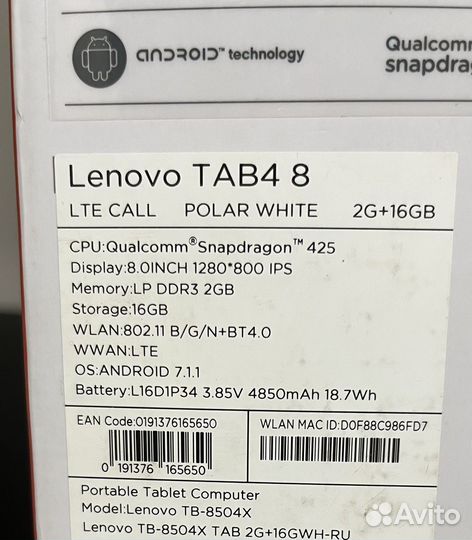 ANDROID™ technology
Qualcomm
snapdra
Lenovo TAB4 8
LTE CALL POLAR WHITE 2G+16GB
CPU:Qualcomm®Snapdragon™ 425
Display:8.0INCH 1280*800 IPS
Memory:LP DDR3 2GB
Storage:16GB
WLAN:802.11 B/G/N+BT4.0
WWAN:LTE
OS:ANDROID 7.1.1
Battery:L16D1P34 3.85V 4850mAh 18.7Wh
EAN Code:0191376165650
0 191376 165650
WLAN MAC ID:D0F88C986FD7
Portable Tablet Computer
Model:Lenovo TB-8504X
Lenovo TB-8504X TAB 2G+16GWH-RU
Avito